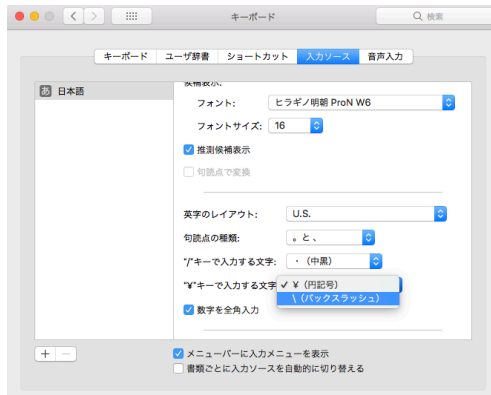 キーボード
検索
キーボード ユーザ辞書 ショートカット 入力ソース 音声入力
あ 日本語
候補表示:
フォント: ヒラギノ明朝 ProN W6
フォントサイズ: 16
推測候補表示
句読点で変換
英字のレイアウト: U.S.
句読点の種類: 。と、
"/"キーで入力する文字: ・（中黒）
"¥"キーで入力する文字 ✓ ¥（円記号）
\（バックスラッシュ）
数字を全角入力
+ −
メニューバーに入力メニューを表示
書類ごとに入力ソースを自動的に切り替える